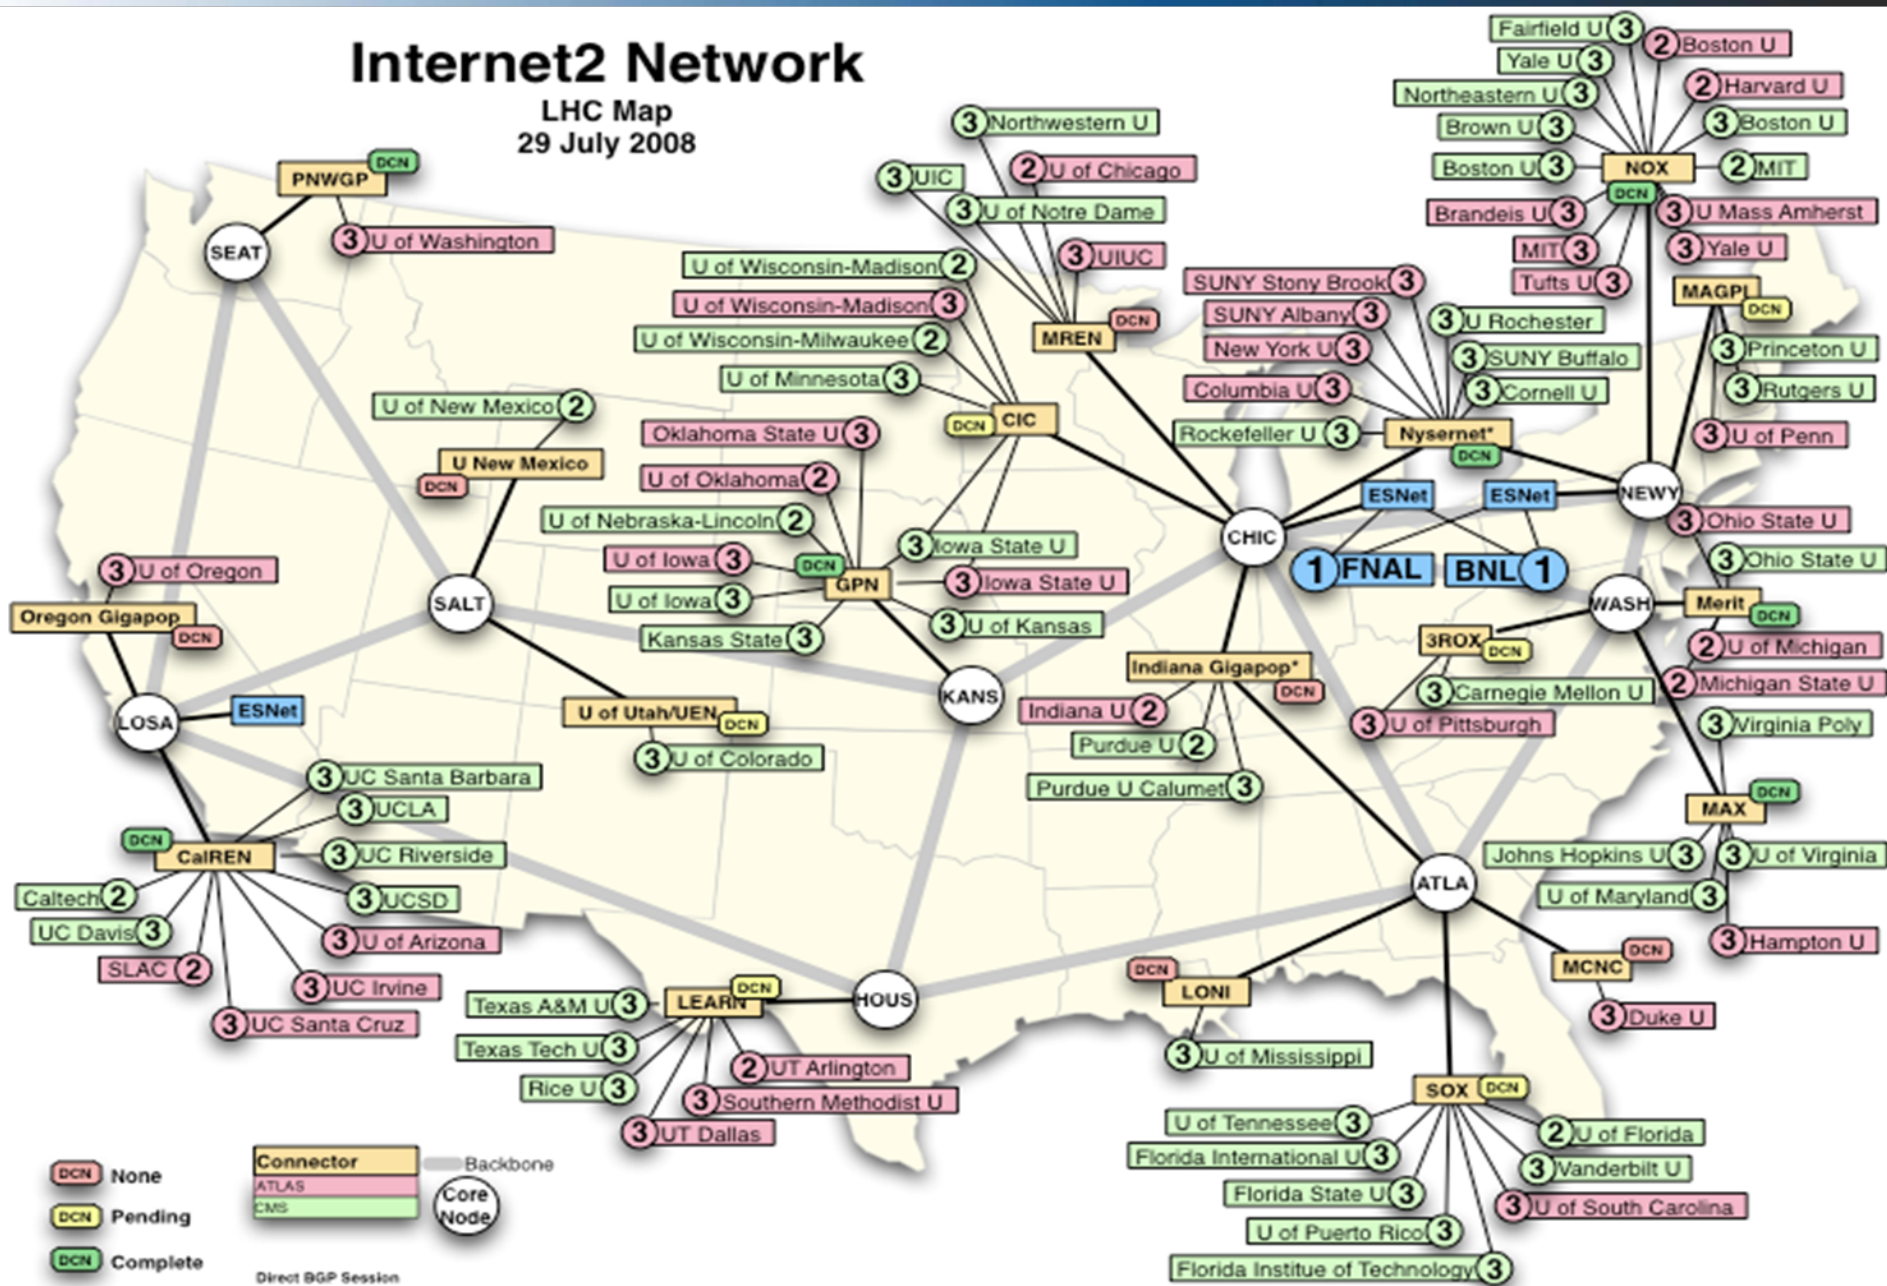 Internet2 Network
LHC Map
29 July 2008
Fairfield U 3
2 Boston U
Yale U 3
2 Harvard U
Northeastern U 3
Brown U 3
3 Boston U
Boston U 3
NOX
DCN
2 MIT
Brandeis U 3
3 U Mass Amherst
MIT 3
3 Yale U
Tufts U 3
MAGPI
DCN
3 Princeton U
3 Rutgers U
3 U of Penn
3 Northwestern U
2 U of Chicago
3 UIC
3 U of Notre Dame
3 UIUC
MREN
DCN
PNWGP
DCN
3 U of Washington
SEAT
U of Wisconsin-Madison 2
U of Wisconsin-Madison 3
U of Wisconsin-Milwaukee 2
U of Minnesota 3
DCN
CIC
SUNY Stony Brook 3
SUNY Albany 3
New York U 3
Columbia U 3
Rockefeller U 3
3 U Rochester
3 SUNY Buffalo
3 Cornell U
Nysernet*
DCN
U of New Mexico 2
U New Mexico
DCN
Oklahoma State U 3
U of Oklahoma 2
U of Nebraska-Lincoln 2
U of Iowa 3
U of Iowa 3
Kansas State 3
DCN
GPN
3 Iowa State U
3 Iowa State U
3 U of Kansas
ESNet
ESNet
NEWY
CHIC
1 FNAL
BNL 1
3 Ohio State U
3 Ohio State U
WASH
Merit
DCN
2 U of Michigan
2 Michigan State U
3ROX
DCN
3 Carnegie Mellon U
3 U of Pittsburgh
3 U of Oregon
Oregon Gigapop
DCN
SALT
LOSA
ESNet
KANS
U of Utah/UEN
DCN
3 U of Colorado
Indiana Gigapop*
DCN
Indiana U 2
Purdue U 2
Purdue U Calumet 3
3 Virginia Poly
DCN
MAX
Johns Hopkins U 3
3 U of Virginia
U of Maryland 3
3 Hampton U
3 UC Santa Barbara
3 UCLA
DCN
CalREN
3 UC Riverside
Caltech 2
3 UCSD
UC Davis 3
3 U of Arizona
SLAC 2
3 UC Irvine
3 UC Santa Cruz
ATLA
MCNC
DCN
3 Duke U
DCN
LONI
3 U of Mississippi
HOUS
LEARN
DCN
Texas A&M U 3
Texas Tech U 3
Rice U 3
2 UT Arlington
3 Southern Methodist U
3 UT Dallas
SOX
DCN
U of Tennessee 3
2 U of Florida
Florida International U 3
3 Vanderbilt U
Florida State U 3
3 U of South Carolina
U of Puerto Rico 3
Florida Institue of Technology 3
DCN None
DCN Pending
DCN Complete
Connector
ATLAS
CMS
Backbone
Core
Node
Direct BGP Session